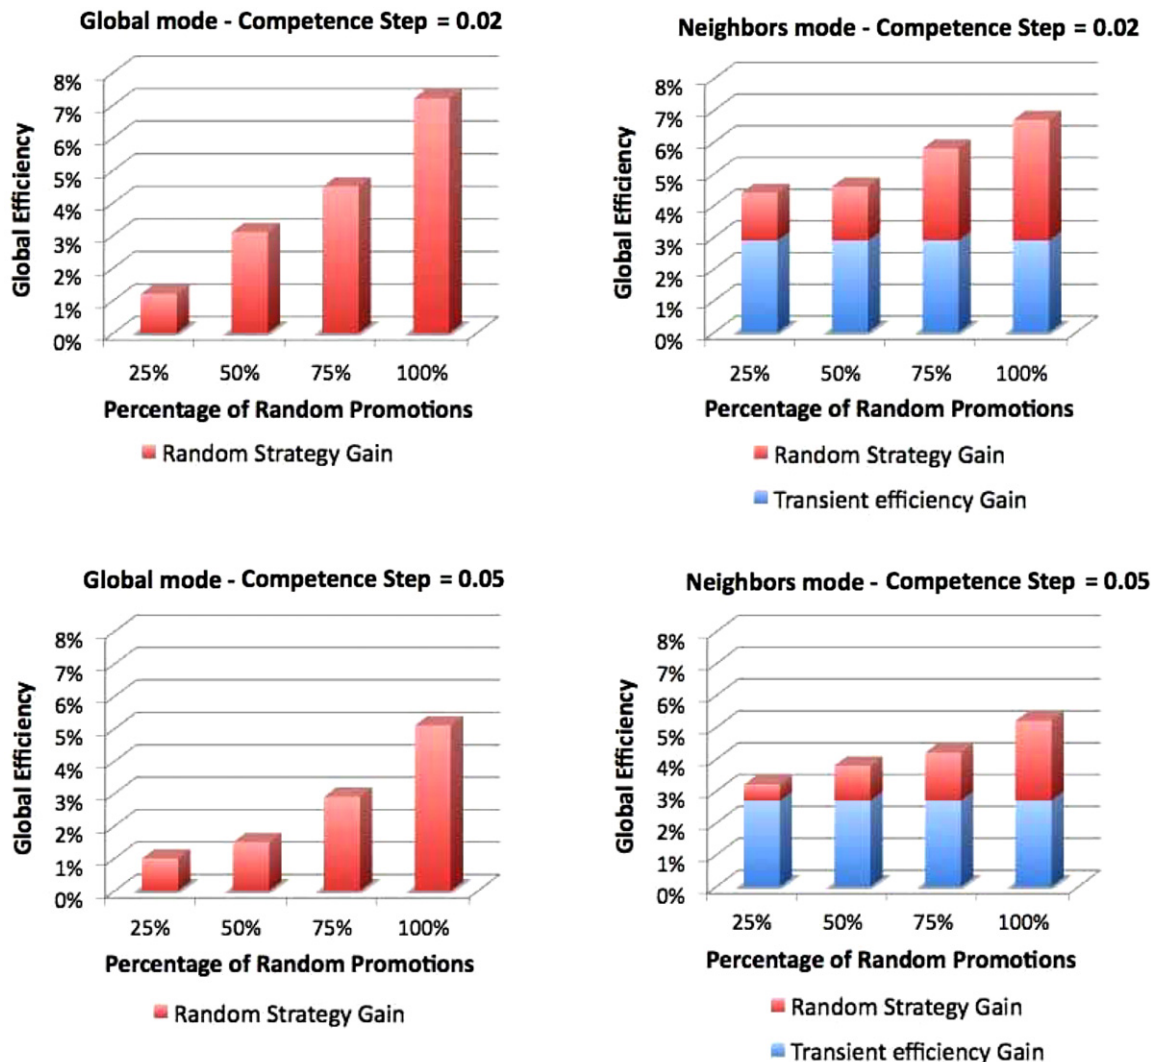 Global mode - Competence Step = 0.02
8%
7%
6%
5%
4%
3%
2%
1%
0%
Global Efficiency
25% 50% 75% 100%
Percentage of Random Promotions
Random Strategy Gain
Neighbors mode - Competence Step = 0.02
8%
7%
6%
5%
4%
3%
2%
1%
0%
Global Efficiency
25% 50% 75% 100%
Percentage of Random Promotions
Random Strategy Gain
Transient efficiency Gain
Global mode - Competence Step = 0.05
8%
7%
6%
5%
4%
3%
2%
1%
0%
Global Efficiency
25% 50% 75% 100%
Percentage of Random Promotions
Random Strategy Gain
Neighbors mode - Competence Step = 0.05
8%
7%
6%
5%
4%
3%
2%
1%
0%
Global Efficiency
25% 50% 75% 100%
Percentage of Random Promotions
Random Strategy Gain
Transient efficiency Gain